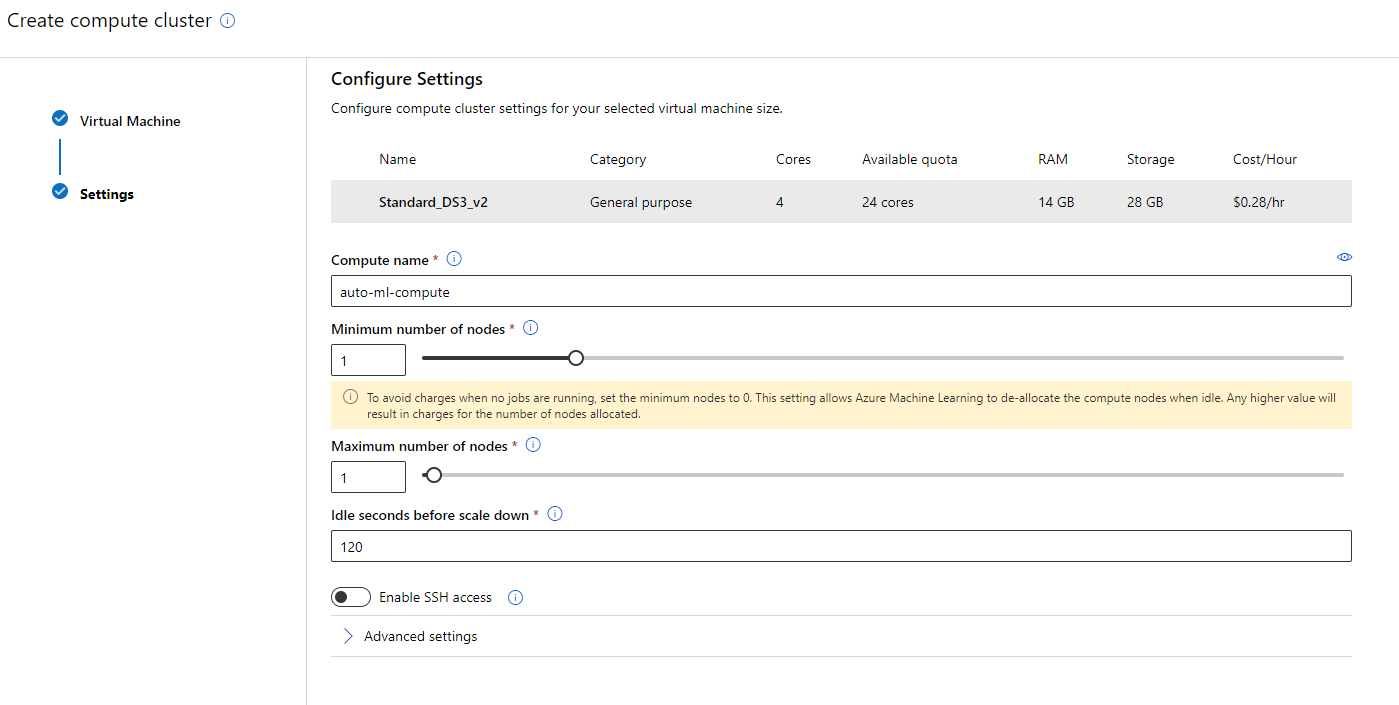 Create compute cluster
Virtual Machine
Settings
Configure Settings
Configure compute cluster settings for your selected virtual machine size.
Name Category Cores Available quota RAM Storage Cost/Hour
Standard_DS3_v2 General purpose 4 24 cores 14 GB 28 GB $0.28/hr
Compute name *
auto-ml-compute
Minimum number of nodes *
1
To avoid charges when no jobs are running, set the minimum nodes to 0. This setting allows Azure Machine Learning to de-allocate the compute nodes when idle. Any higher value will
result in charges for the number of nodes allocated.
Maximum number of nodes *
1
Idle seconds before scale down *
120
Enable SSH access
Advanced settings